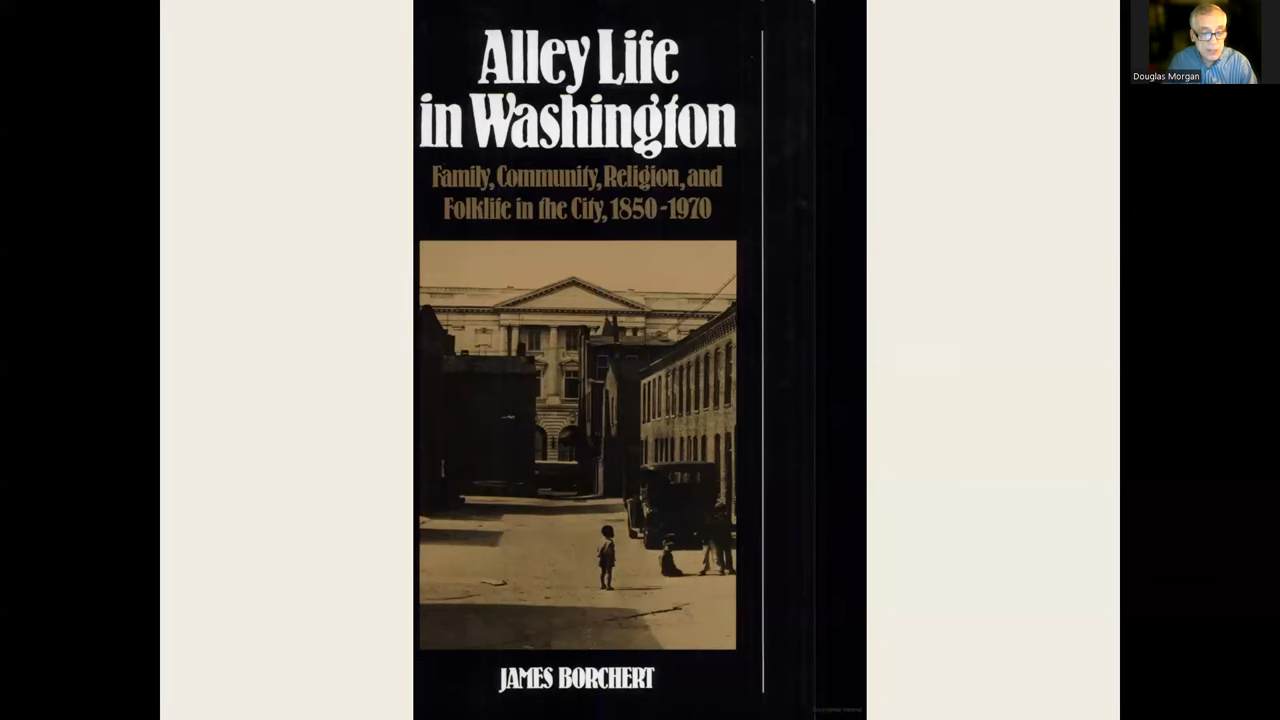 Alley Life
in Washington
Family, Community, Religion, and
Folklife in the City, 1850-1970
JAMES BORCHERT
Douglas Morgan